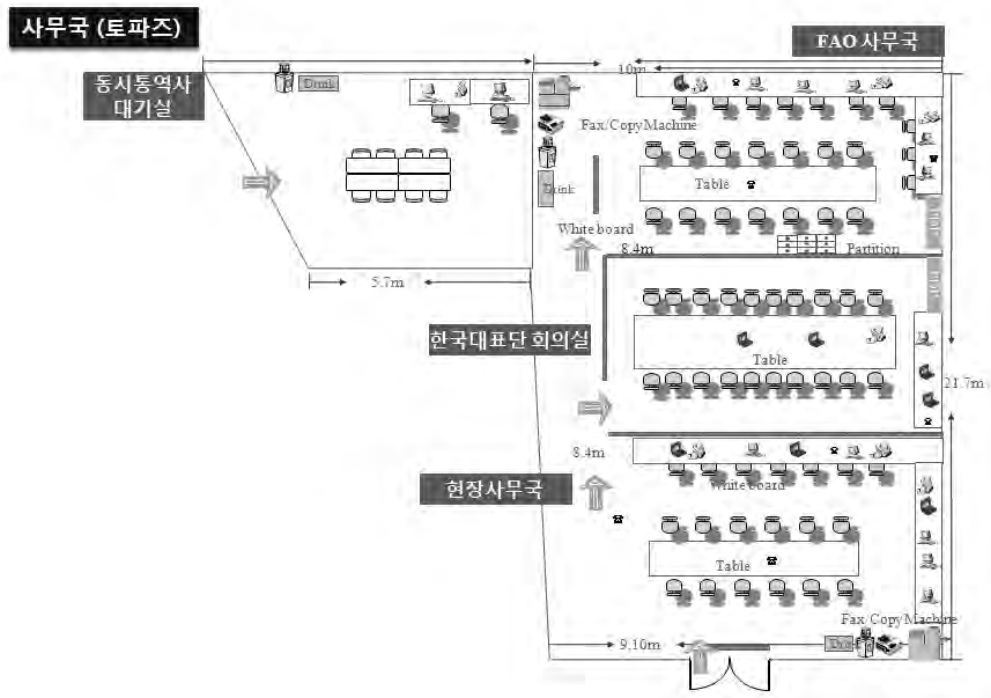 사무국 (토파즈)
FAO 사무국
동시통역사
대기실
Drink
10m
Fax/Copy Machine
Drink
Table
White board
8.4m
Partition
5.7m
한국대표단 회의실
Table
21.7m
8.4m
현장사무국
White board
Table
Fax/Copy Machine
9.10m